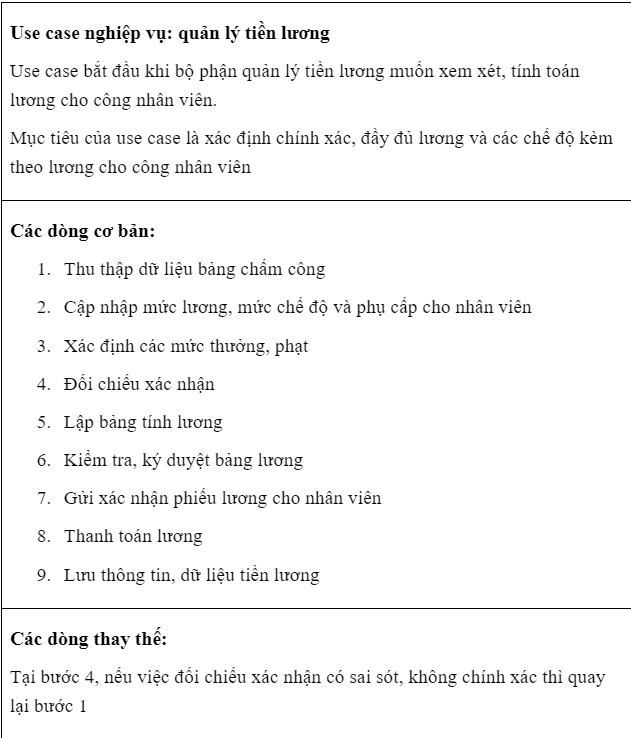 Use case nghiệp vụ: quản lý tiền lương
Use case bắt đầu khi bộ phận quản lý tiền lương muốn xem xét, tính toán
lương cho công nhân viên.
Mục tiêu của use case là xác định chính xác, đầy đủ lương và các chế độ kèm
theo lương cho công nhân viên
Các dòng cơ bản:
1. Thu thập dữ liệu bảng chấm công
2. Cập nhập mức lương, mức chế độ và phụ cấp cho nhân viên
3. Xác định các mức thưởng, phạt
4. Đối chiếu xác nhận
5. Lập bảng tính lương
6. Kiểm tra, ký duyệt bảng lương
7. Gửi xác nhận phiếu lương cho nhân viên
8. Thanh toán lương
9. Lưu thông tin, dữ liệu tiền lương
Các dòng thay thế:
Tại bước 4, nếu việc đối chiếu xác nhận có sai sót, không chính xác thì quay
lại bước 1